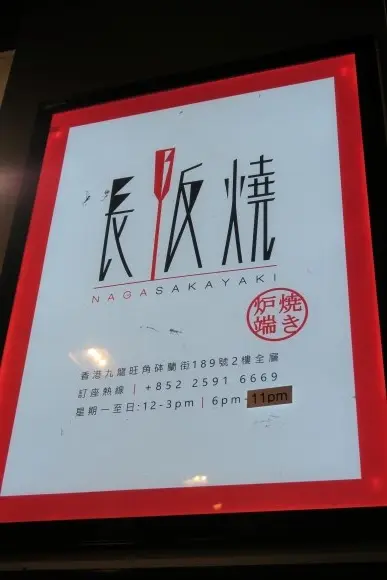 長坂燒
NAGASAKAYAKI
炉端焼き
香港九龍旺角砵蘭街189號2樓全層
訂座熱線 | +852 2591 6669
星期一至日:12-3pm | 6pm-11pm